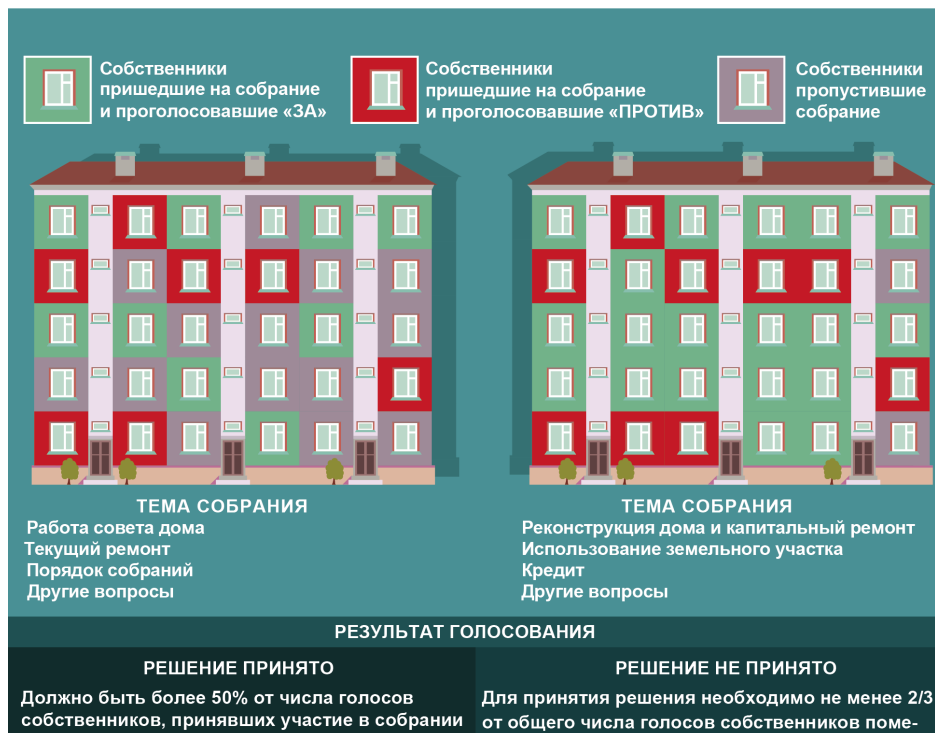 Собственники
пришедшие на собрание
и проголосовавшие «ЗА»
Собственники
пришедшие на собрание
и проголосовавшие «ПРОТИВ»
Собственники
пропустившие
собрание
ТЕМА СОБРАНИЯ
Работа совета дома
Текущий ремонт
Порядок собраний
Другие вопросы
ТЕМА СОБРАНИЯ
Реконструкция дома и капитальный ремонт
Использование земельного участка
Кредит
Другие вопросы
РЕЗУЛЬТАТ ГОЛОСОВАНИЯ
РЕШЕНИЕ ПРИНЯТО
Должно быть более 50% от числа голосов
собственников, принявших участие в собрании
РЕШЕНИЕ НЕ ПРИНЯТО
Для принятия решения необходимо не менее 2/3
от общего числа голосов собственников поме-